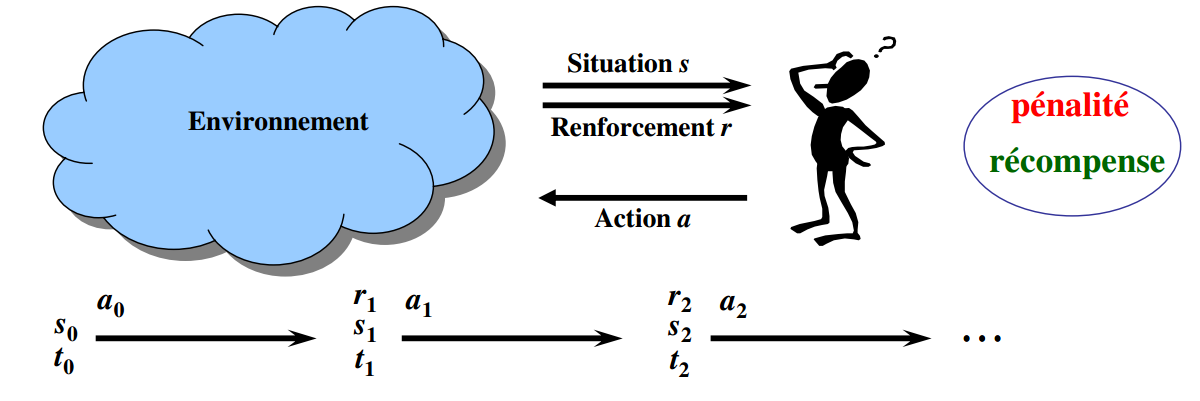 Environnement
Situation s
Renforcement r
Action a
?
pénalité
récompense
s₀
t₀
a₀
r₁
s₁
t₁
a₁
r₂
s₂
t₂
a₂
...